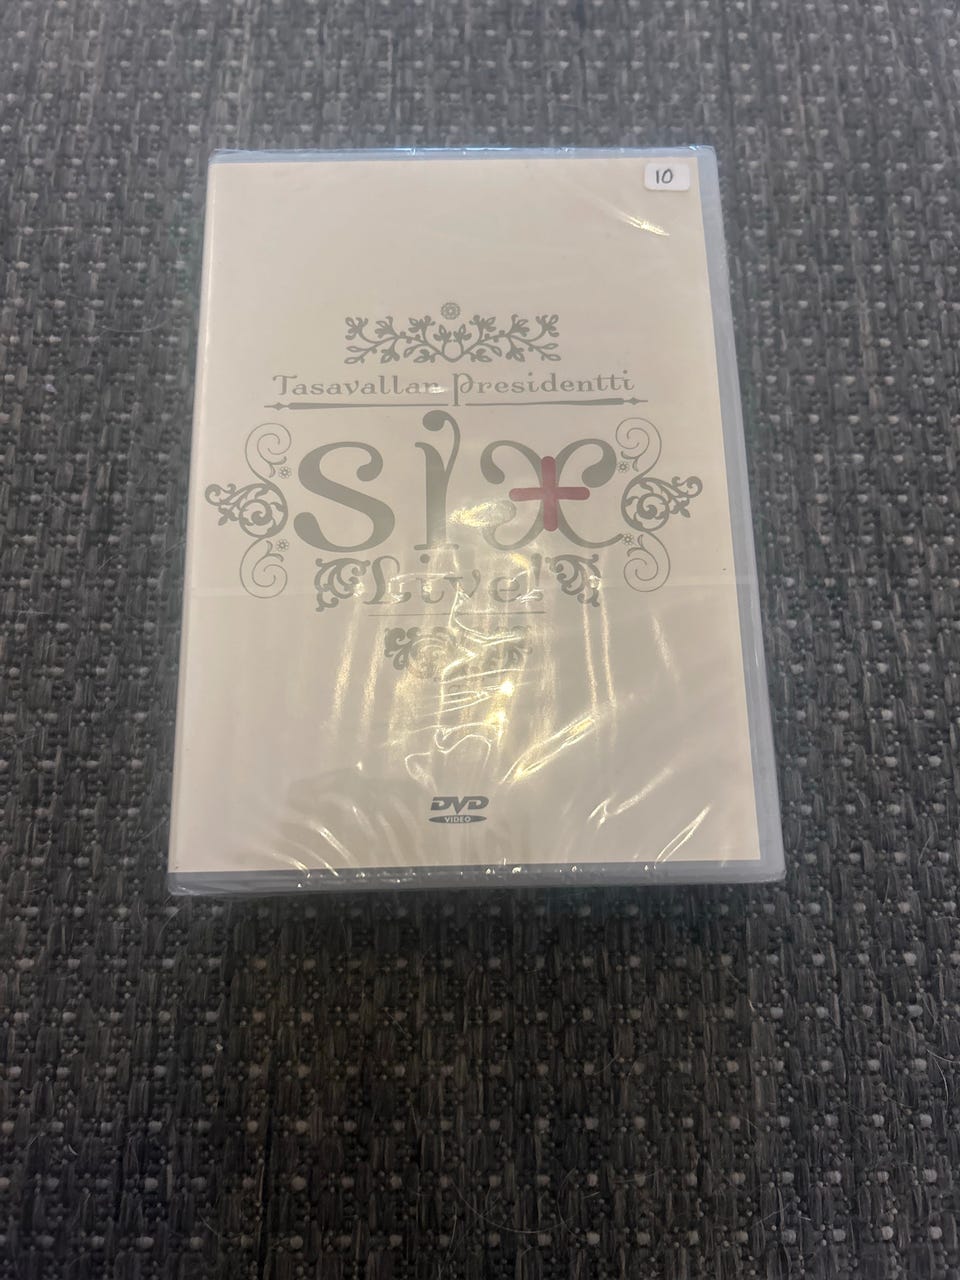 10
Tasavallan Presidentti
six
Live!
DVD
VIDEO